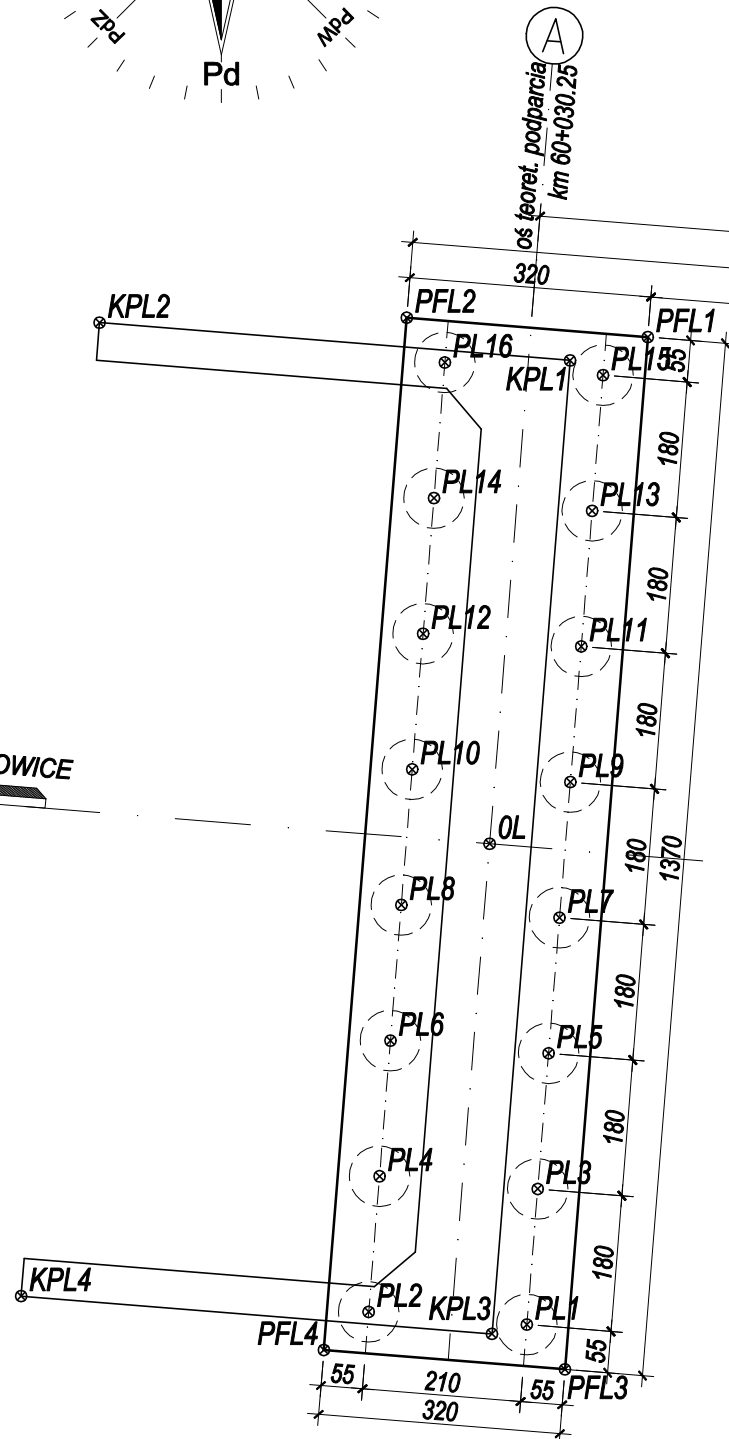 PdZ
Pd
PdW
A
oś teoret. podparcia
km 60+030.25
320
KPL2
PFL2
PFL1
PL16
KPL1
PL15
55
180
PL14
PL13
180
PL12
PL11
180
PL10
PL9
OWICE
0L
180
1370
PL8
PL7
180
PL6
PL5
180
PL4
PL3
180
KPL4
PL2
KPL3
PL1
PFL4
55
PFL3
55
210
55
320